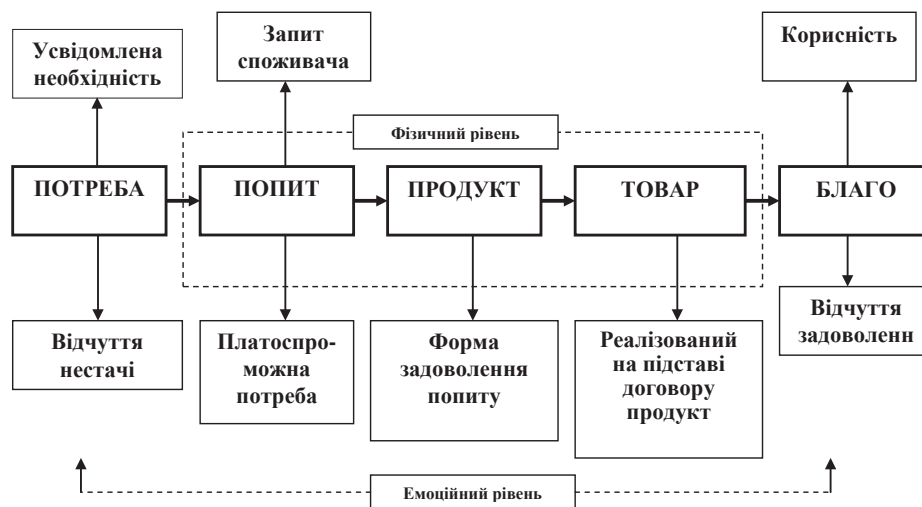 Усвідомлена
необхідність
Запит
споживача
Корисність
Фізичний рівень
ПОТРЕБА
ПОПИТ
ПРОДУКТ
ТОВАР
БЛАГО
Відчуття
нестачі
Платоспро-
можна
потреба
Форма
задоволення
попиту
Реалізований
на підставі
договору
продукт
Відчуття
задоволенн
Емоційний рівень